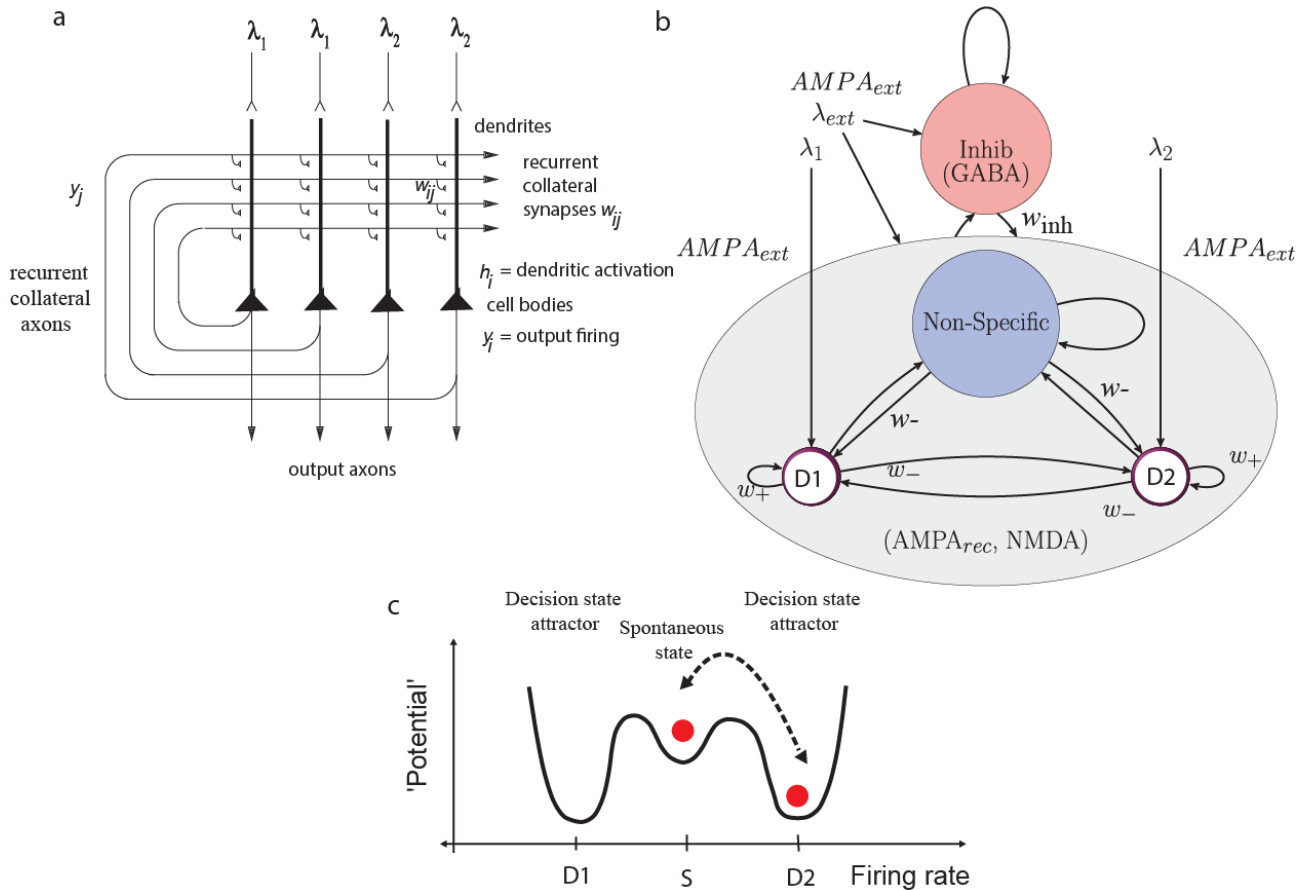 a
λ1 λ1 λ2 λ2
dendrites
recurrent
collateral
synapses wij
yj
wij
recurrent
collateral
axons
hi = dendritic activation
cell bodies
yi = output firing
output axons
b
AMPAext
λext
λ1
λ2
Inhib
(GABA)
winh
AMPAext
AMPAext
Non-Specific
w-
w-
D1
D2
w+
w−
w−
w+
(AMPArec, NMDA)
c
Decision state
attractor
Spontaneous
state
Decision state
attractor
'Potential'
D1 S D2 Firing rate